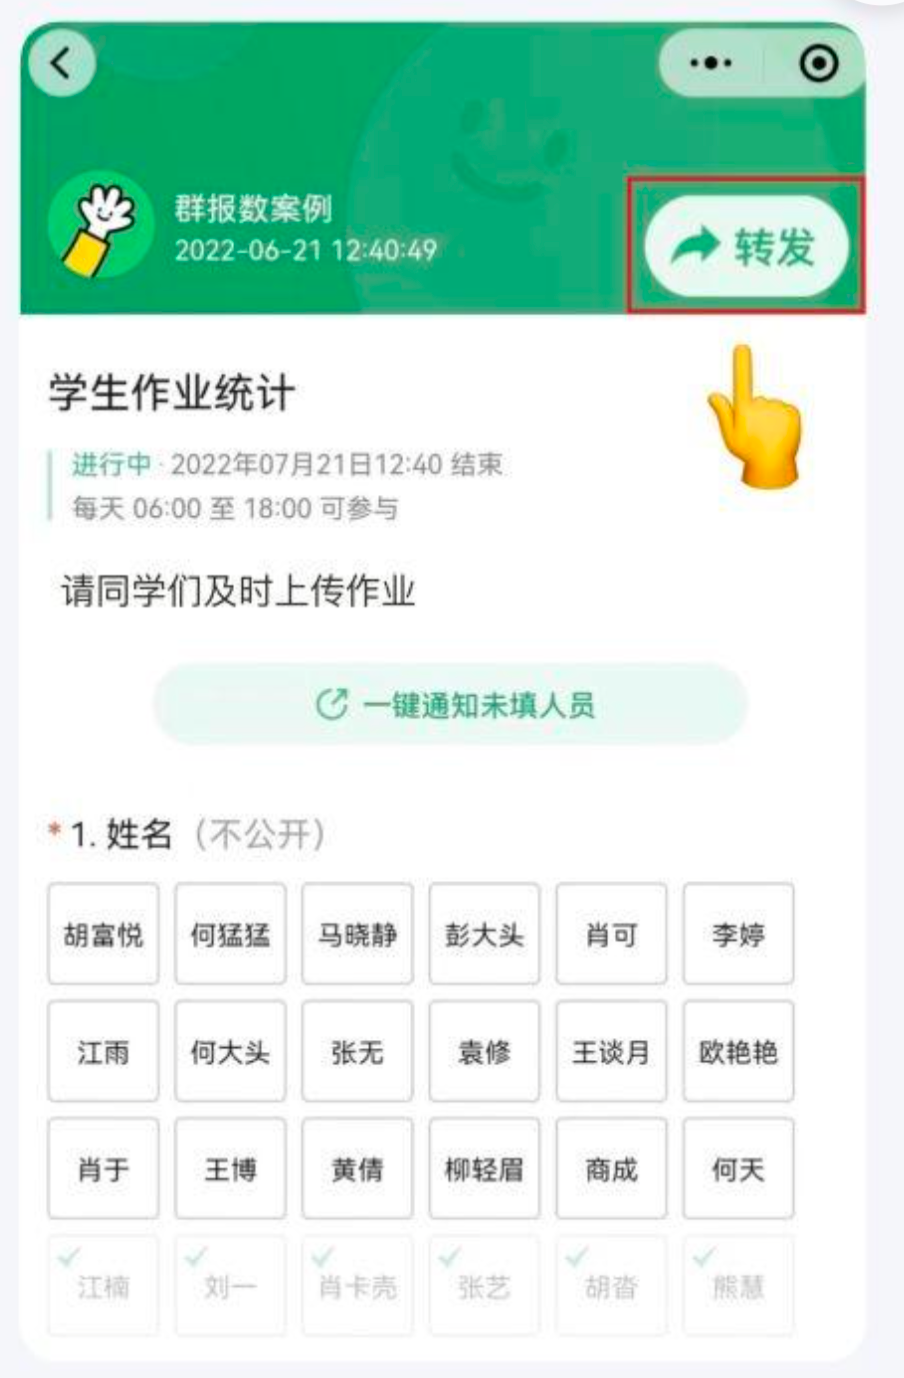 群报数案例
2022-06-21 12:40:49
转发
学生作业统计
进行中 · 2022年07月21日12:40 结束
每天 06:00 至 18:00 可参与
请同学们及时上传作业
一键通知未填人员
* 1. 姓名（不公开）
胡富悦 何猛猛 马晓静 彭大头 肖可 李婷
江雨 何大头 张无 袁修 王谈月 欧艳艳
肖于 王博 黄倩 柳轻眉 商成 何天
江楠 刘一 肖卡壳 张艺 胡沓 熊慧